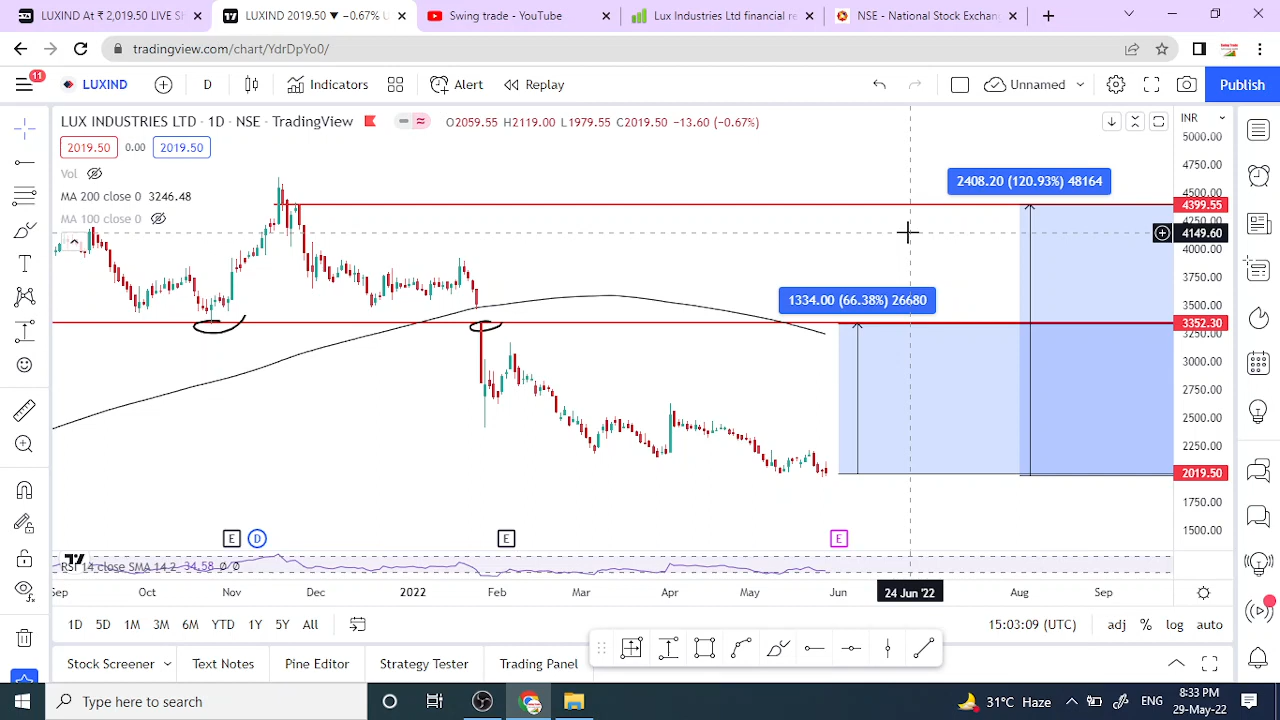 LUXIND At ₹ 2,019.50 LIVE S
LUXIND 2019.50 ▼ −0.67% U
Swing trade - YouTube
Lux Industries Ltd financial re
NSE - National Stock Exchan
tradingview.com/chart/YdrDpYo0/
11
LUXIND
D
Indicators
Alert
Replay
Unnamed
Publish
LUX INDUSTRIES LTD · 1D · NSE · TradingView
O2059.55 H2119.00 L1979.55 C2019.50 −13.60 (−0.67%)
INR
5000.00
2019.50
0.00
2019.50
4750.00
Vol
2408.20 (120.93%) 48164
MA 200 close 0 3246.48
4500.00
4399.55
MA 100 close 0
4250.00
4149.60
4000.00
3750.00
1334.00 (66.38%) 26680
3500.00
3352.30
3250.00
3000.00
2750.00
2500.00
2250.00
2019.50
1750.00
1500.00
E
D
E
E
RSI 14 close SMA 14 2 34.58
Sep
Oct
Nov
Dec
2022
Feb
Mar
Apr
May
Jun
24 Jun '22
Aug
Sep
1D
5D
1M
3M
6M
YTD
1Y
5Y
All
15:03:09 (UTC)
adj
%
log
auto
Stock Screener
Text Notes
Pine Editor
Strategy Tester
Trading Panel
Type here to search
31°C Haze
ENG
8:33 PM
29-May-22